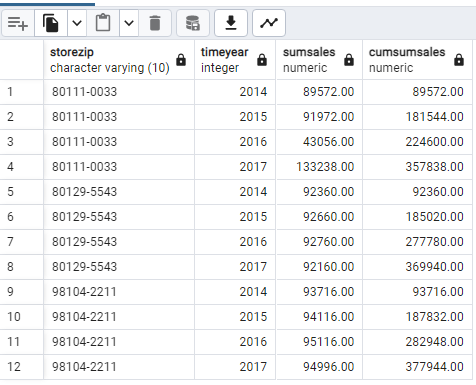 storezip timeyear sumsales cumsumsales
character varying (10) integer numeric numeric
1 80111-0033 2014 89572.00 89572.00
2 80111-0033 2015 91972.00 181544.00
3 80111-0033 2016 43056.00 224600.00
4 80111-0033 2017 133238.00 357838.00
5 80129-5543 2014 92360.00 92360.00
6 80129-5543 2015 92660.00 185020.00
7 80129-5543 2016 92760.00 277780.00
8 80129-5543 2017 92160.00 369940.00
9 98104-2211 2014 93716.00 93716.00
10 98104-2211 2015 94116.00 187832.00
11 98104-2211 2016 95116.00 282948.00
12 98104-2211 2017 94996.00 377944.00